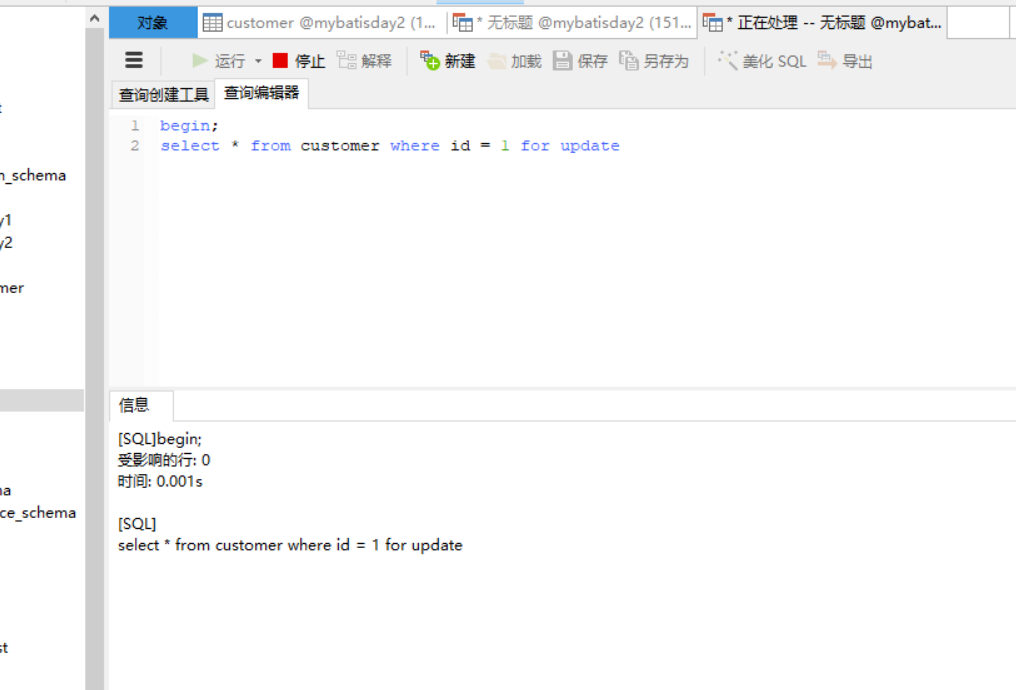 对象 customer @mybatisday2 (1... * 无标题 @mybatisday2 (151... * 正在处理 -- 无标题 @mybat...
运行 停止 解释 新建 加载 保存 另存为 美化 SQL 导出
查询创建工具 查询编辑器
1 begin;
2 select * from customer where id = 1 for update
_schema
y1
y2
mer
信息
[SQL]begin;
受影响的行: 0
时间: 0.001s
ce_schema
[SQL]
select * from customer where id = 1 for update
st